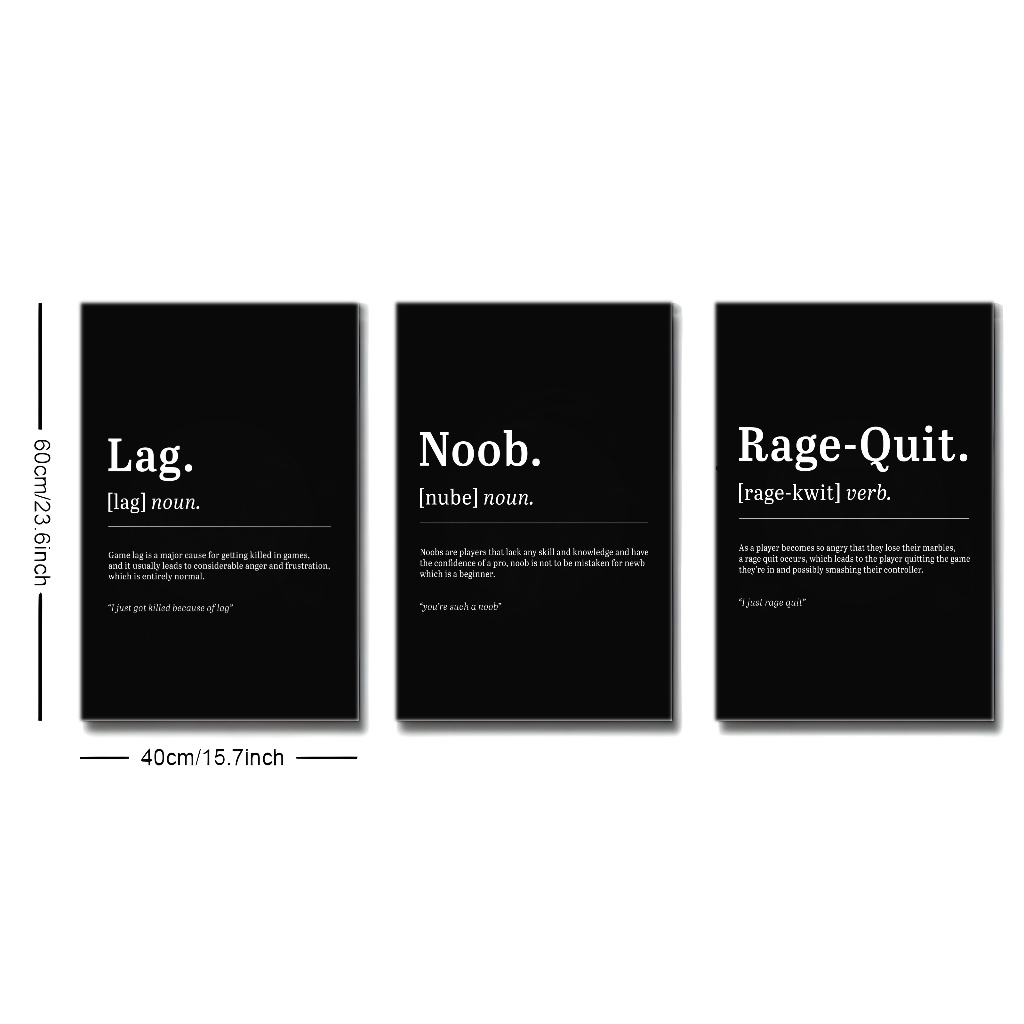 60cm/23.6inch
Lag.
[lag] noun.
Game lag is a major cause for getting killed in games,
and it usually leads to considerable anger and frustration,
which is entirely normal.
"I just got killed because of lag"
Noob.
[nube] noun.
Noobs are players that lack any skill and knowledge and have
the confidence of a pro, noob is not to be mistaken for newb
which is a beginner.
"you're such a noob"
Rage-Quit.
[rage-kwit] verb.
As a player becomes so angry that they lose their marbles,
a rage quit occurs, which leads to the player quitting the game
they're in and possibly smashing their controller.
"I just rage quit"
40cm/15.7inch